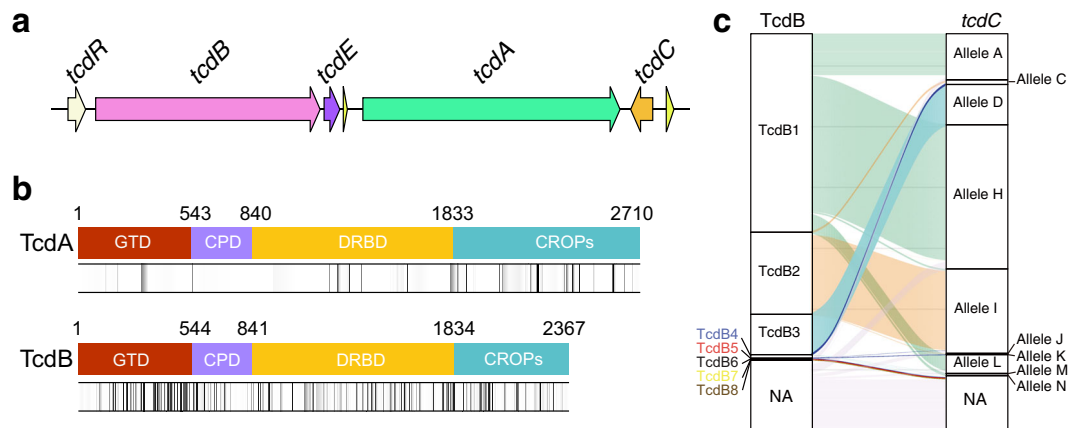 a
tcdR
tcdB
tcdE
tcdA
tcdC
b
1 543 840 1833 2710
TcdA GTD CPD DRBD CROPs
1 544 841 1834 2367
TcdB GTD CPD DRBD CROPs
c
TcdB tcdC
TcdB1
TcdB2
TcdB3
TcdB4
TcdB5
TcdB6
TcdB7
TcdB8
NA
Allele A
Allele C
Allele D
Allele H
Allele I
Allele J
Allele K
Allele L
Allele M
Allele N
NA